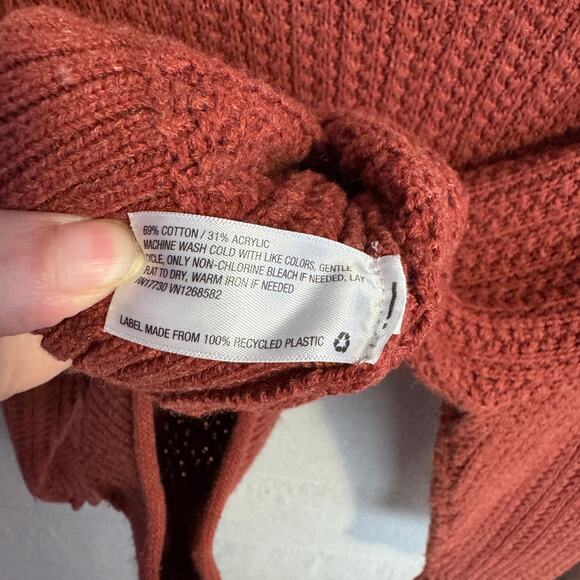 69% COTTON / 31% ACRYLIC
MACHINE WASH COLD WITH LIKE COLORS, GENTLE
CYCLE, ONLY NON-CHLORINE BLEACH IF NEEDED, LAY
FLAT TO DRY, WARM IRON IF NEEDED
RN17730 VN1268582
LABEL MADE FROM 100% RECYCLED PLASTIC